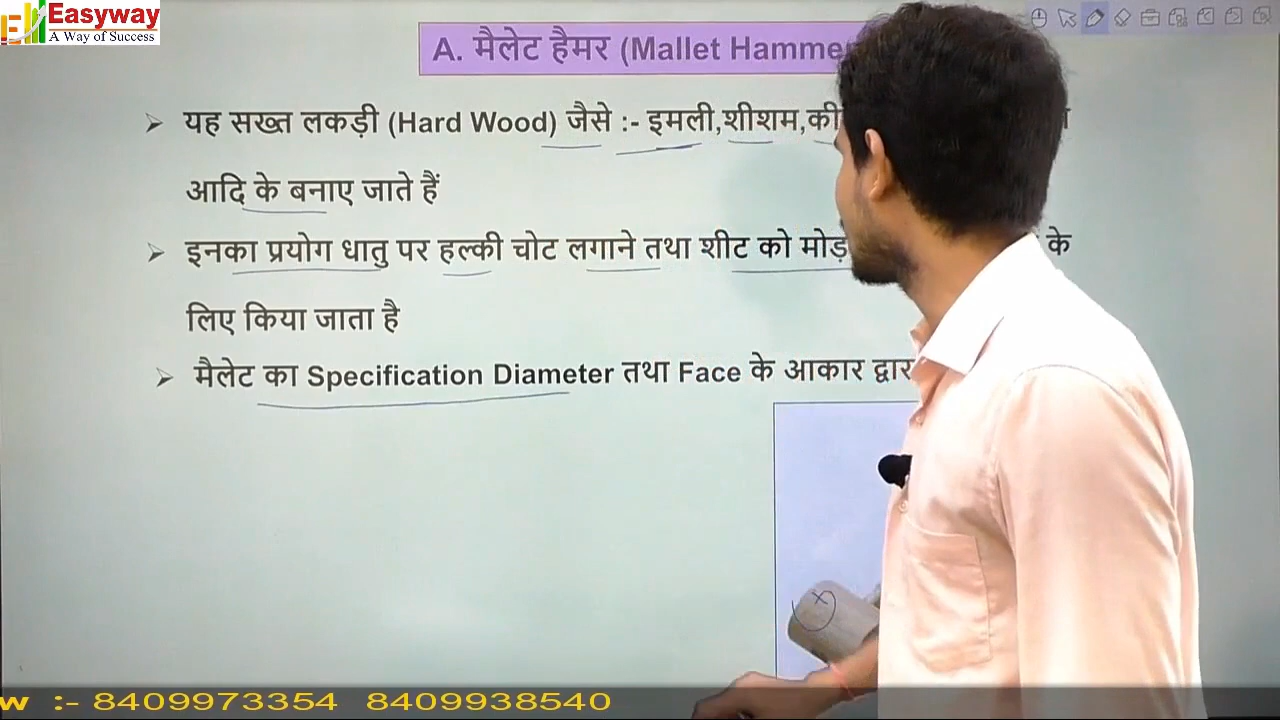 Easyway
A Way of Success
A. मैलेट हैमर (Mallet Hamme
यह सख्त लकड़ी (Hard Wood) जैसे :- इमली,शीशम,की
आदि के बनाए जाते हैं
इनका प्रयोग धातु पर हल्की चोट लगाने तथा शीट को मोड़ के
लिए किया जाता है
मैलेट का Specification Diameter तथा Face के आकार द्वार
w :- 8409973354 8409938540